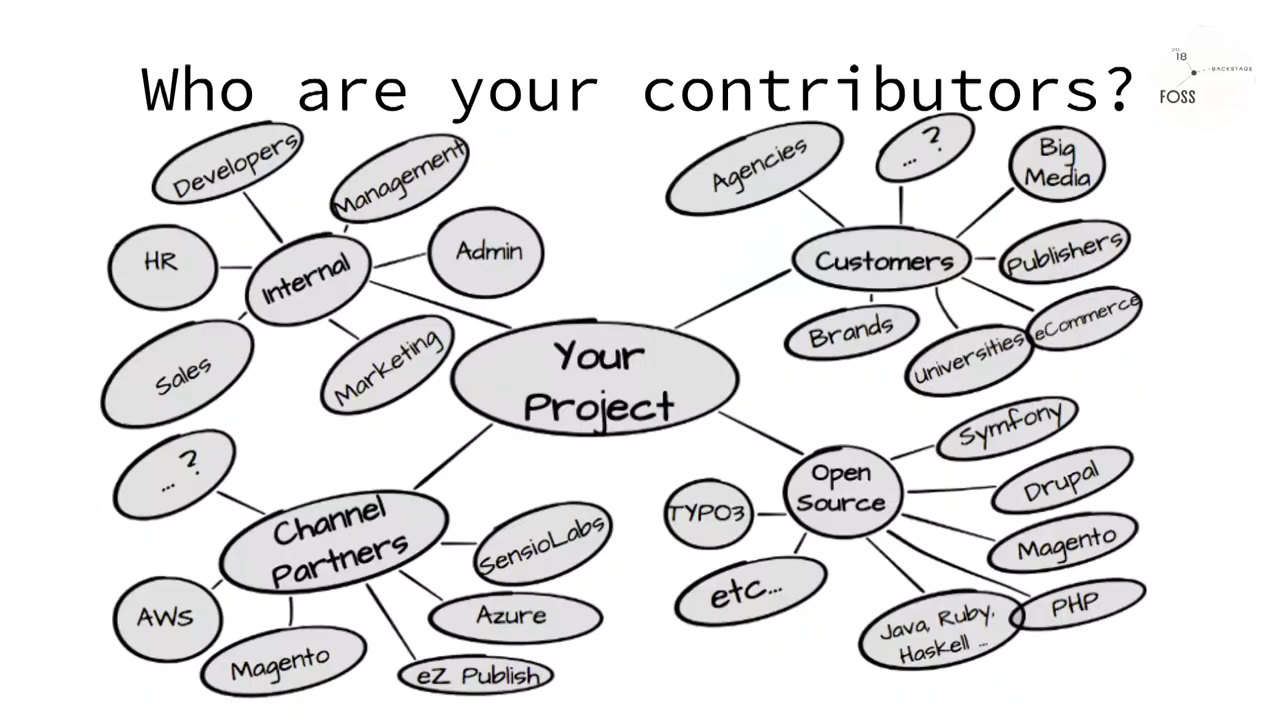 Who are your contributors?
20
18
BACKSTAGE
FOSS
Developers
Management
HR
Internal
Admin
Sales
Marketing
Agencies
... ?
Big
Media
Customers
Publishers
Brands
Universities
eCommerce
Your
Project
... ?
Channel
Partners
SensioLabs
AWS
Azure
Magento
eZ Publish
Open
Source
Symfony
Drupal
TYPO3
Magento
etc...
PHP
Java, Ruby,
Haskell ...